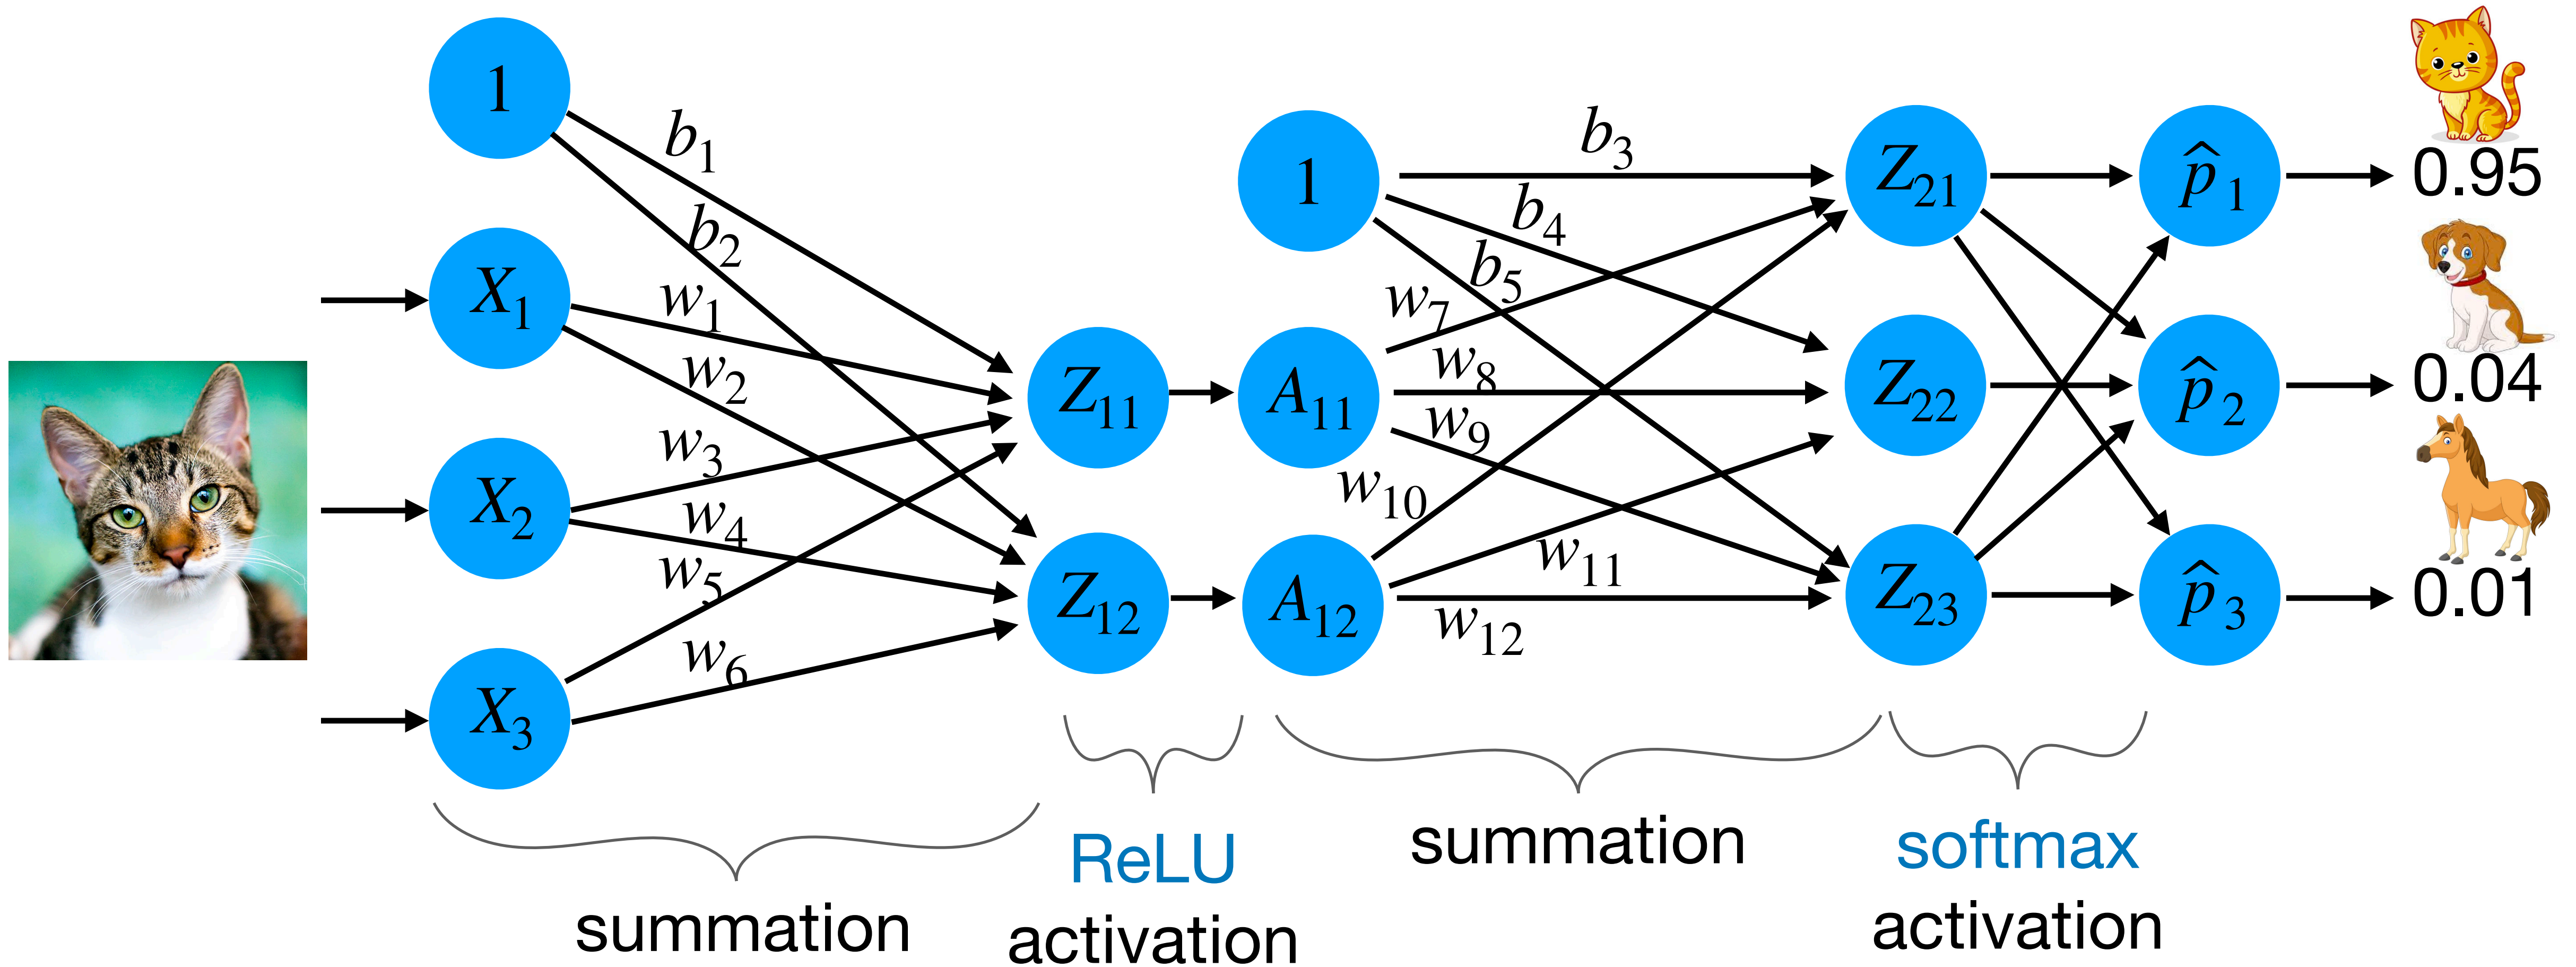 1
b₁
b₂
X₁
w₁
w₂
X₂
w₃
w₄
X₃
w₅
w₆
Z₁₁
Z₁₂
1
A₁₁
A₁₂
b₃
b₄
b₅
w₇
w₈
w₉
w₁₀
w₁₁
w₁₂
Z₂₁
Z₂₂
Z₂₃
p̂₁
p̂₂
p̂₃
0.95
0.04
0.01
summation
ReLU
activation
summation
softmax
activation